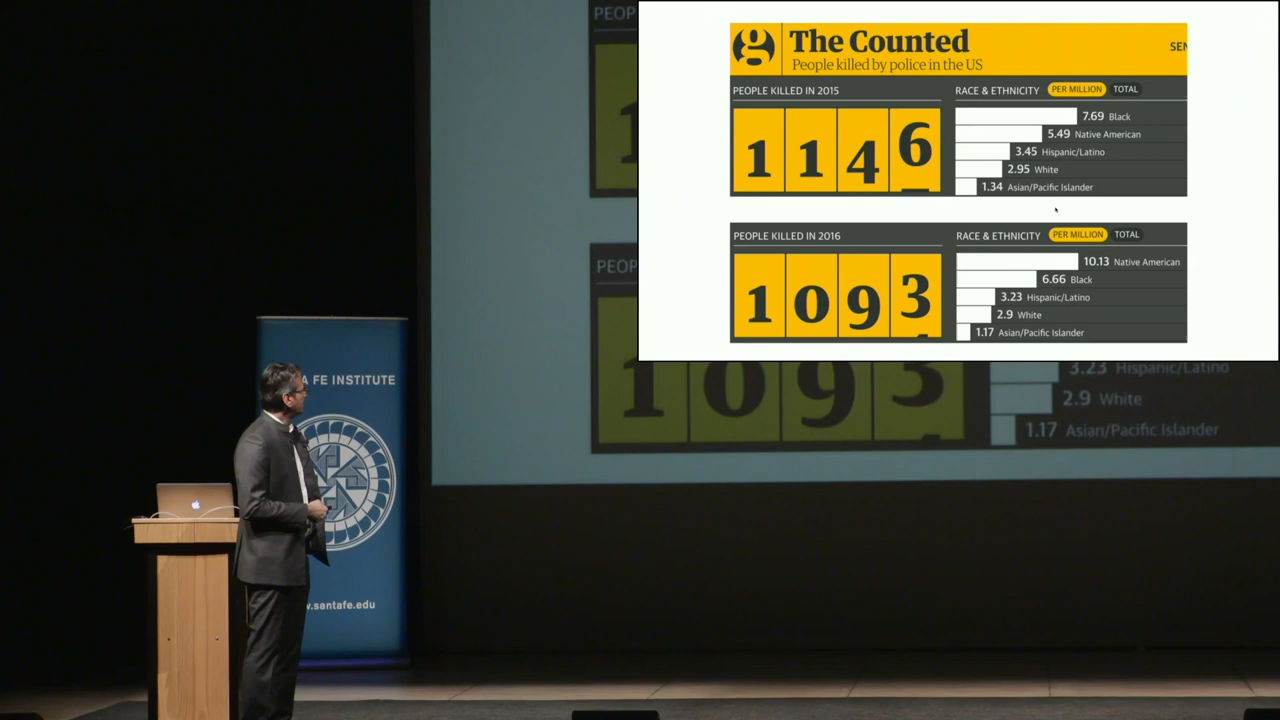 The Counted
SEN
People killed by police in the US
PEOPLE KILLED IN 2015
1146
RACE & ETHNICITY PER MILLION TOTAL
7.69 Black
5.49 Native American
3.45 Hispanic/Latino
2.95 White
1.34 Asian/Pacific Islander
PEOPLE KILLED IN 2016
1093
RACE & ETHNICITY PER MILLION TOTAL
10.13 Native American
6.66 Black
3.23 Hispanic/Latino
2.9 White
1.17 Asian/Pacific Islander
PEO
1
PEOP
1093
3.23 Hispanic/Latino
2.9 White
1.17 Asian/Pacific Islander
A FE INSTITUTE
.santafe.edu